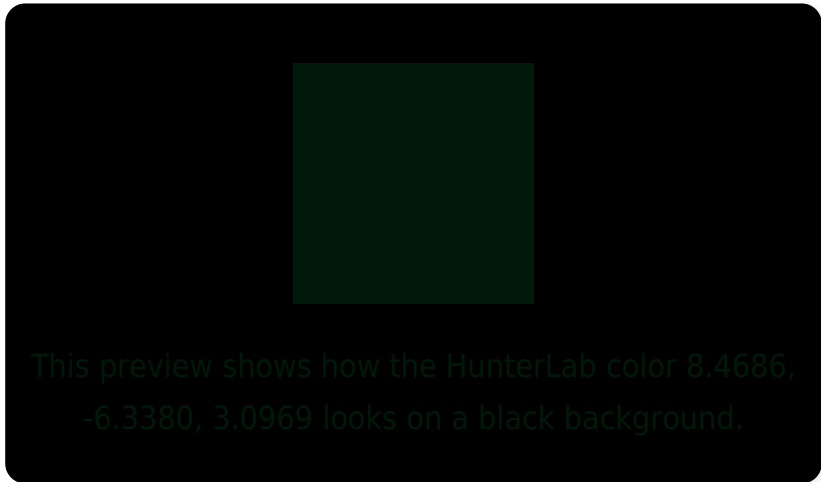 This preview shows how the HunterLab color 8.4686,
-6.3380, 3.0969 looks on a black background.